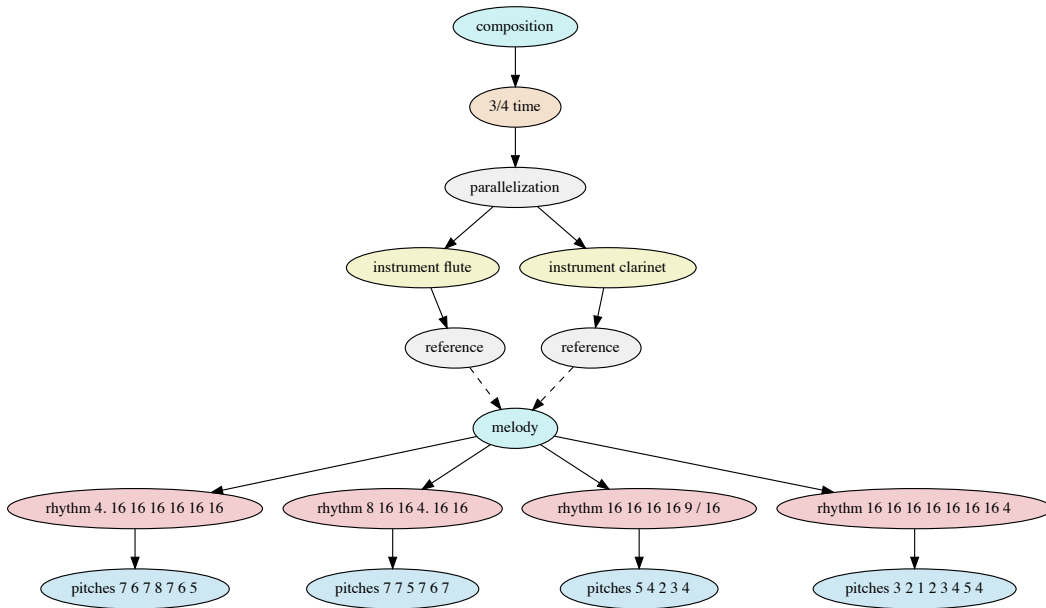 composition
3/4 time
parallelization
instrument flute
instrument clarinet
reference
reference
melody
rhythm 4. 16 16 16 16 16 16
rhythm 8 16 16 4. 16 16
rhythm 16 16 16 16 9 / 16
rhythm 16 16 16 16 16 16 16 4
pitches 7 6 7 8 7 6 5
pitches 7 7 5 7 6 7
pitches 5 4 2 3 4
pitches 3 2 1 2 3 4 5 4